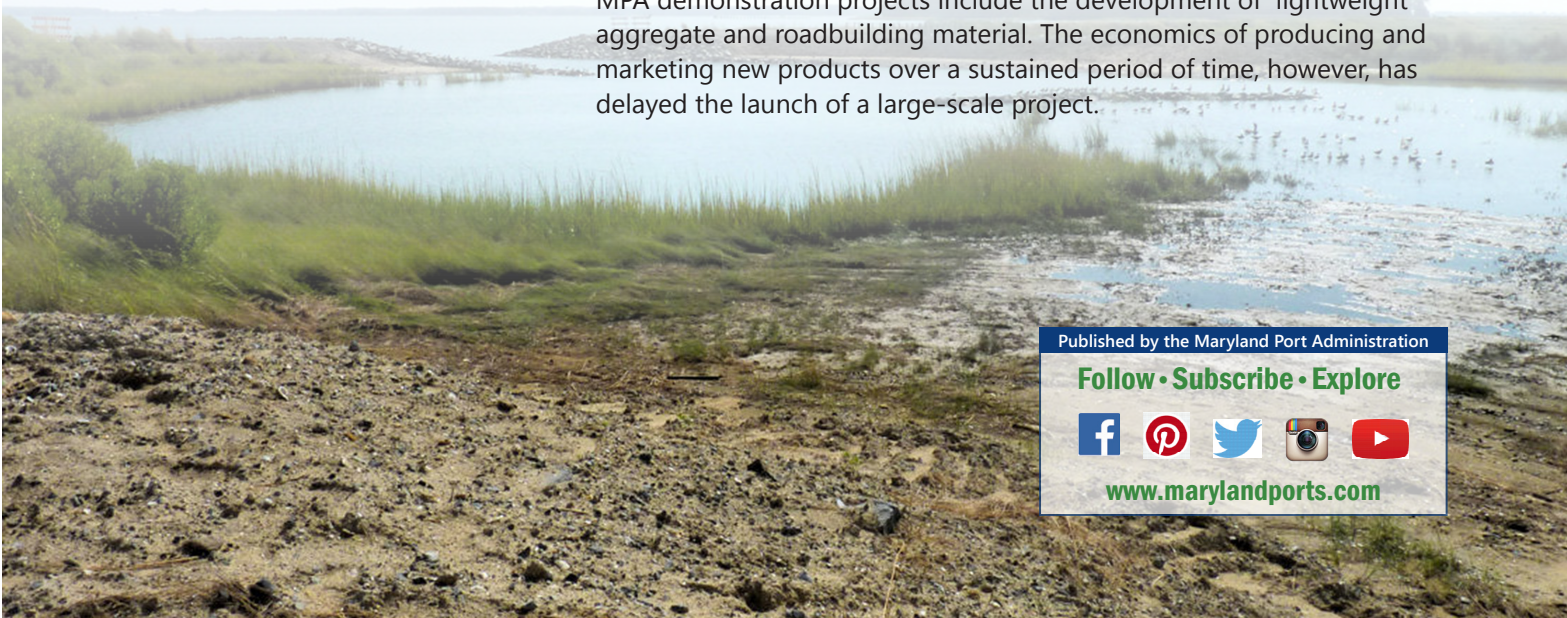 MPA demonstration projects include the development of lightweight
aggregate and roadbuilding material. The economics of producing and
marketing new products over a sustained period of time, however, has
delayed the launch of a large-scale project.
Published by the Maryland Port Administration
Follow • Subscribe • Explore
www.marylandports.com